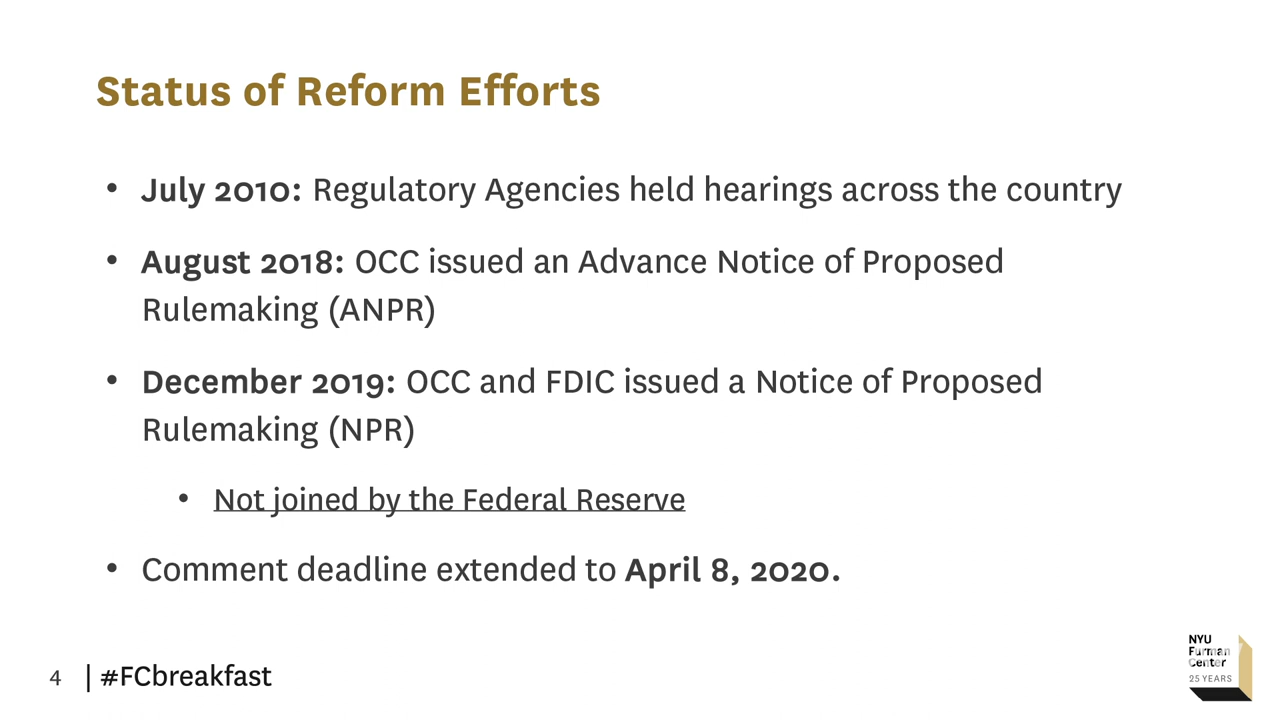 Status of Reform Efforts
• July 2010: Regulatory Agencies held hearings across the country
• August 2018: OCC issued an Advance Notice of Proposed
Rulemaking (ANPR)
• December 2019: OCC and FDIC issued a Notice of Proposed
Rulemaking (NPR)
• Not joined by the Federal Reserve
• Comment deadline extended to April 8, 2020.
4 | #FCbreakfast
NYU
Furman
Center
25 YEARS